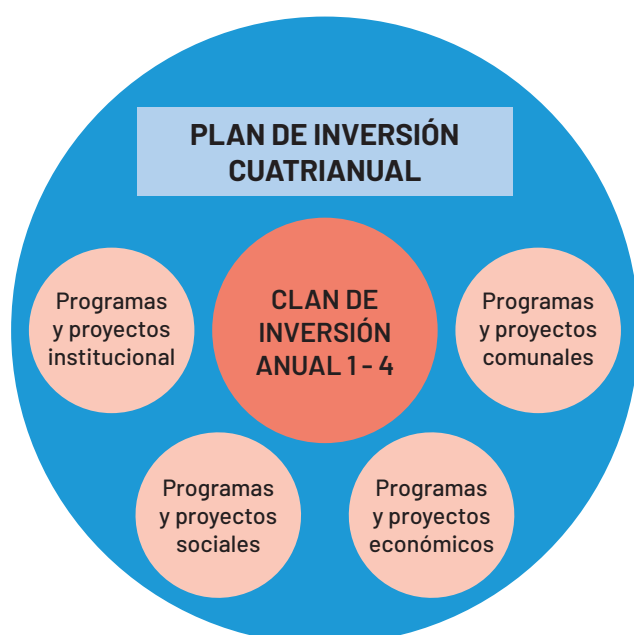 PLAN DE INVERSIÓN
CUATRIANUAL
Programas
y proyectos
institucional
CLAN DE
INVERSIÓN
ANUAL 1 - 4
Programas
y proyectos
comunales
Programas
y proyectos
sociales
Programas
y proyectos
económicos